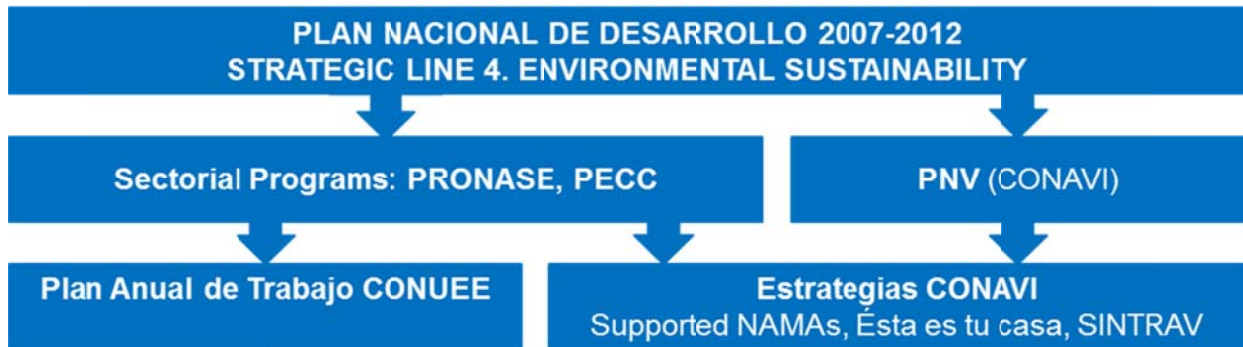 PLAN NACIONAL DE DESARROLLO 2007-2012
STRATEGIC LINE 4. ENVIRONMENTAL SUSTAINABILITY
Sectorial Programs: PRONASE, PECC
PNV (CONAVI)
Plan Anual de Trabajo CONUEE
Estrategias CONAVI
Supported NAMAs, Ésta es tu casa, SINTRAV